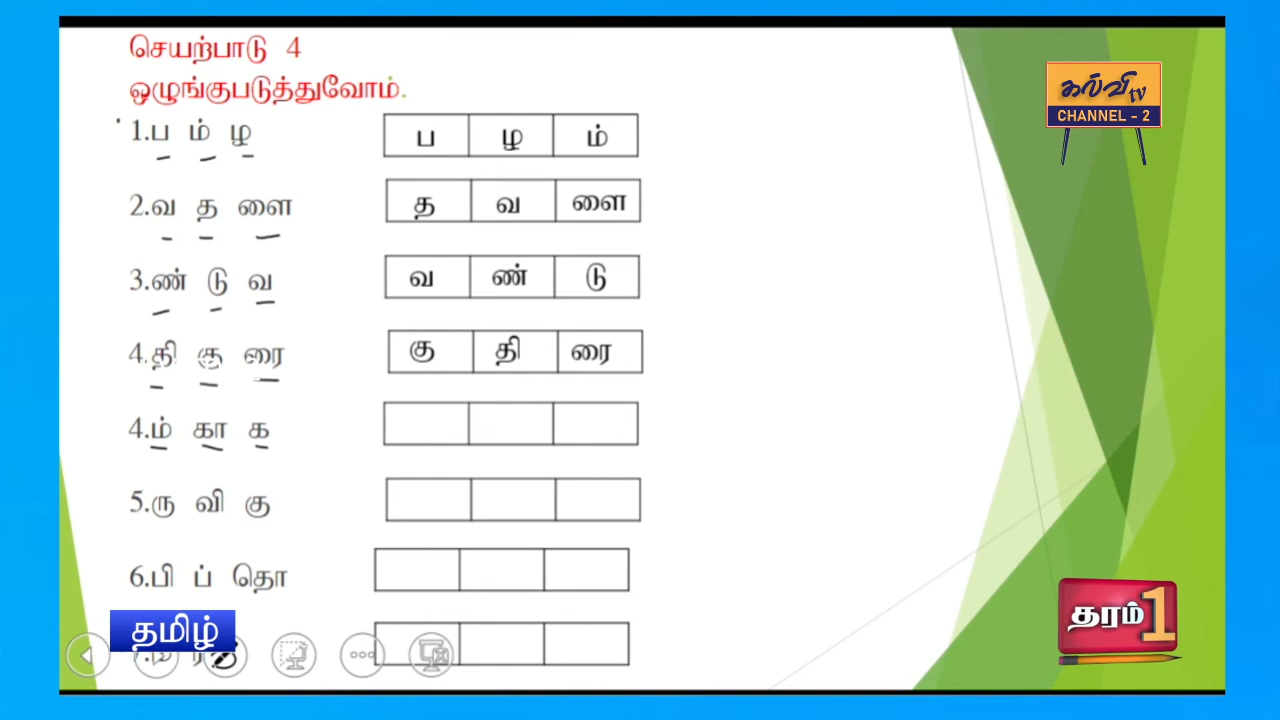 செயற்பாடு 4
ஒழுங்குபடுத்துவோம்.
1.ப ம் ழ ப ழ ம்
2.வ த ளை த வ ளை
3.ண் டு வ வ ண் டு
4.தி கு ரை கு தி ரை
4.ம் கா க
5.ரு வி கு
6.பி ப் தொ
தமிழ்
கல்வி tv
CHANNEL - 2
தரம் 1